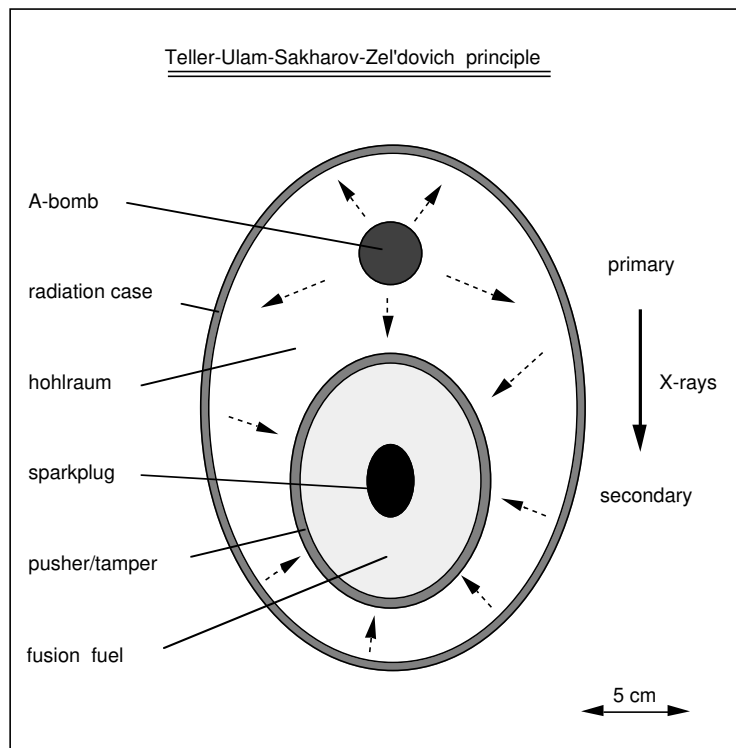 Teller-Ulam-Sakharov-Zel'dovich principle
A-bomb
primary
radiation case
hohlraum
X-rays
sparkplug
secondary
pusher/tamper
fusion fuel
5 cm